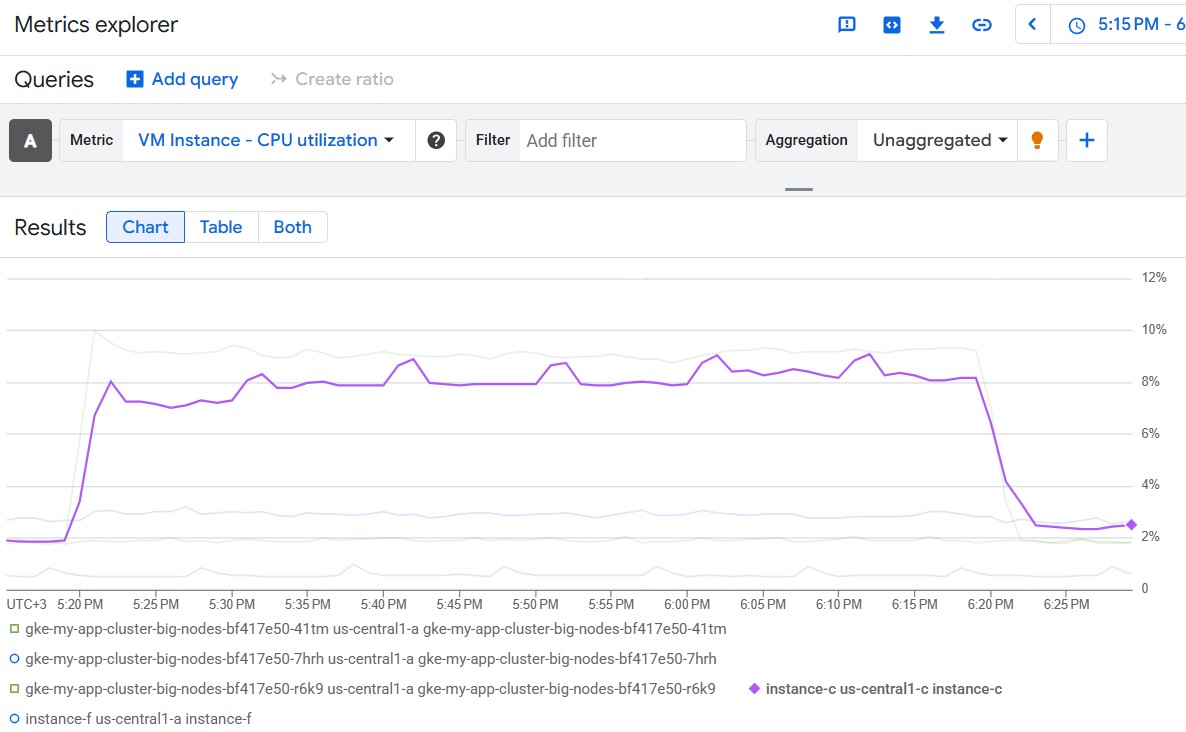 Metrics explorer
5:15 PM - 6
Queries
Add query
Create ratio
A
Metric
VM Instance - CPU utilization
Filter
Add filter
Aggregation
Unaggregated
Results
Chart
Table
Both
12%
10%
8%
6%
4%
2%
0
UTC+3 5:20 PM 5:25 PM 5:30 PM 5:35 PM 5:40 PM 5:45 PM 5:50 PM 5:55 PM 6:00 PM 6:05 PM 6:10 PM 6:15 PM 6:20 PM 6:25 PM
gke-my-app-cluster-big-nodes-bf417e50-41tm us-central1-a gke-my-app-cluster-big-nodes-bf417e50-41tm
gke-my-app-cluster-big-nodes-bf417e50-7hrh us-central1-a gke-my-app-cluster-big-nodes-bf417e50-7hrh
gke-my-app-cluster-big-nodes-bf417e50-r6k9 us-central1-a gke-my-app-cluster-big-nodes-bf417e50-r6k9
instance-c us-central1-c instance-c
instance-f us-central1-a instance-f